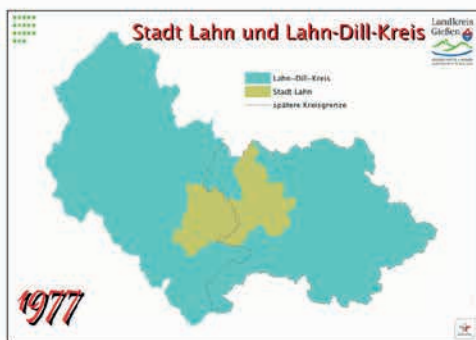 Stadt Lahn und Lahn-Dill-Kreis
Landkreis
Gießen
Lahn-Dill-Kreis
Stadt Lahn
spätere Kreisgrenze
1977